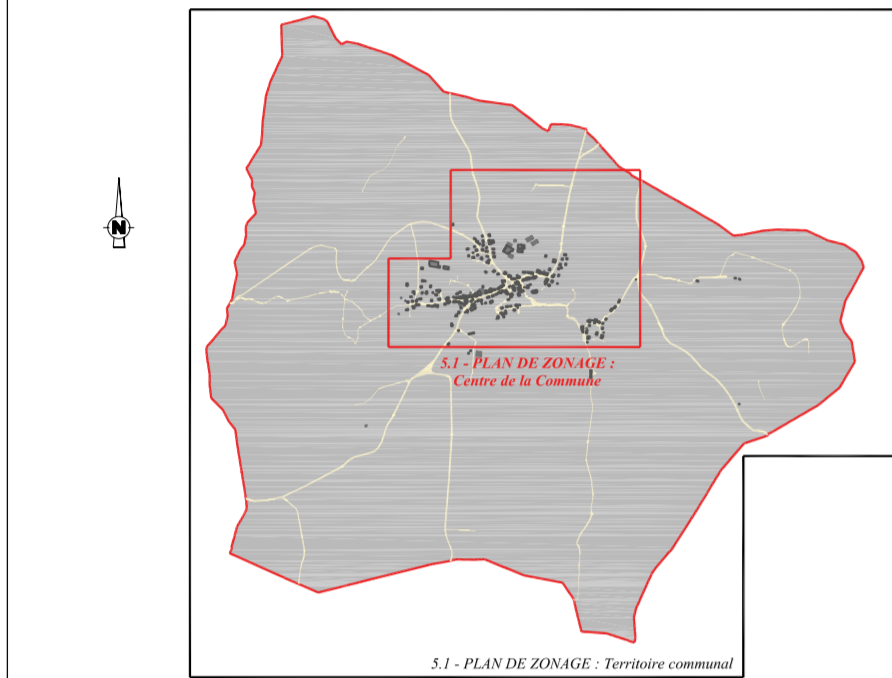 N
5.1 - PLAN DE ZONAGE :
Centre de la Commune
5.1 - PLAN DE ZONAGE : Territoire communal